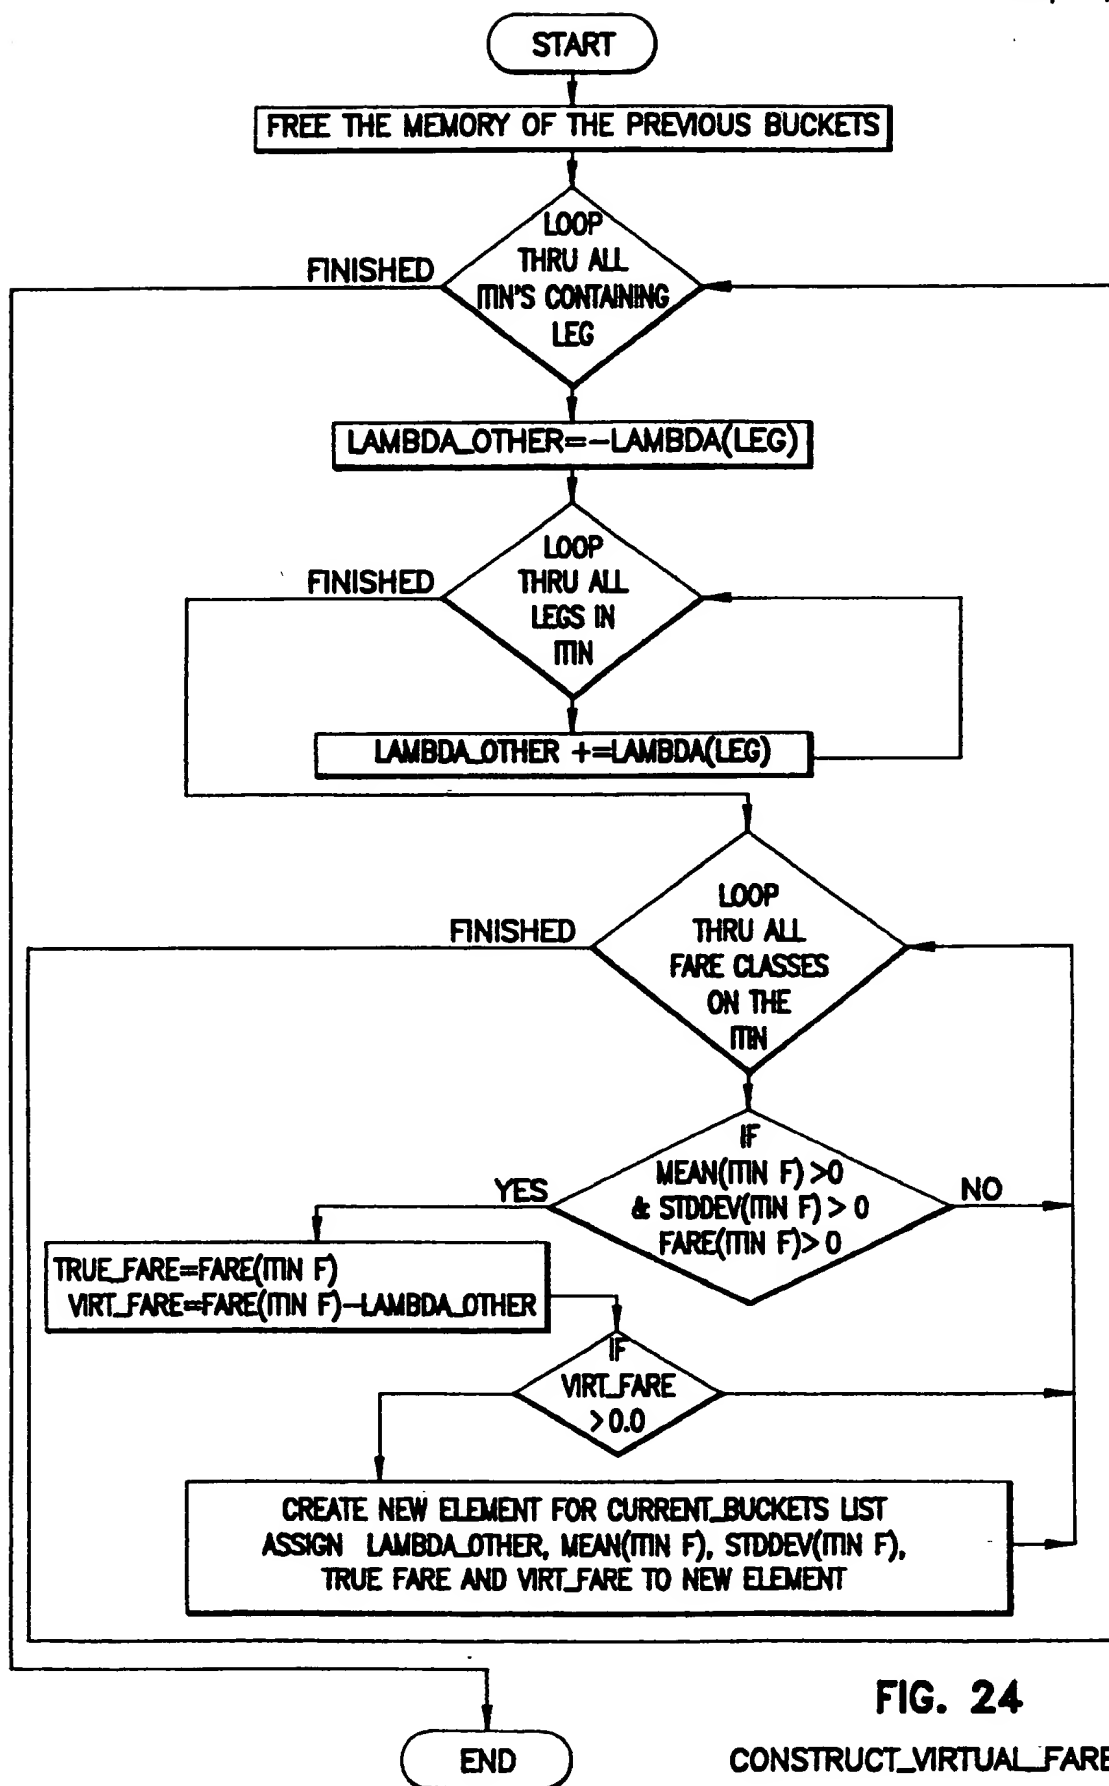 START
FREE THE MEMORY OF THE PREVIOUS BUCKETS
LOOP
THRU ALL
ITIN'S CONTAINING
LEG
FINISHED
LAMBDA_OTHER=-LAMBDA(LEG)
LOOP
THRU ALL
LEGS IN
ITIN
FINISHED
LAMBDA_OTHER +=LAMBDA(LEG)
LOOP
THRU ALL
FARE CLASSES
ON THE
ITIN
FINISHED
IF
MEAN(ITIN F) >0
& STDDEV(ITIN F) > 0
FARE(ITIN F)> 0
YES
NO
TRUE_FARE=FARE(ITIN F)
VIRT_FARE=FARE(ITIN F)-LAMBDA_OTHER
IF
VIRT_FARE
>0.0
CREATE NEW ELEMENT FOR CURRENT_BUCKETS LIST
ASSIGN LAMBDA_OTHER, MEAN(ITIN F), STDDEV(ITIN F),
TRUE FARE AND VIRT_FARE TO NEW ELEMENT
END
FIG. 24
CONSTRUCT_VIRTUAL_FARE